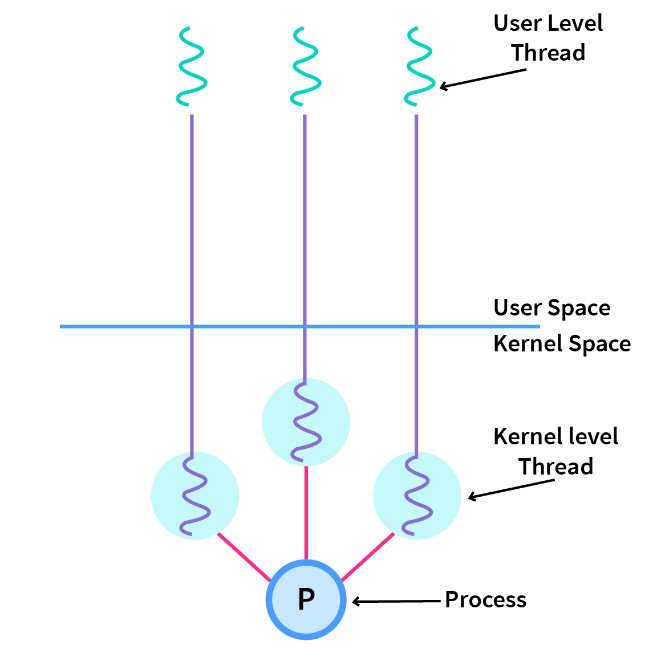 User Level
Thread
User Space
Kernel Space
Kernel level
Thread
P
Process